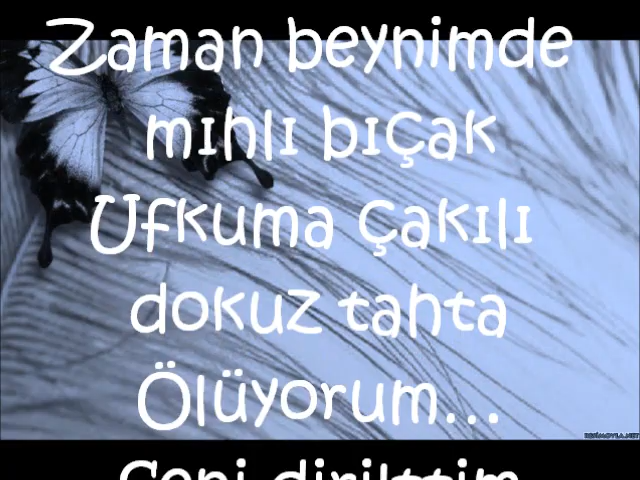 Zaman beynimde
mıhlı bıçak
Ufkuma çakılı
dokuz tahta
Ölüyorum...